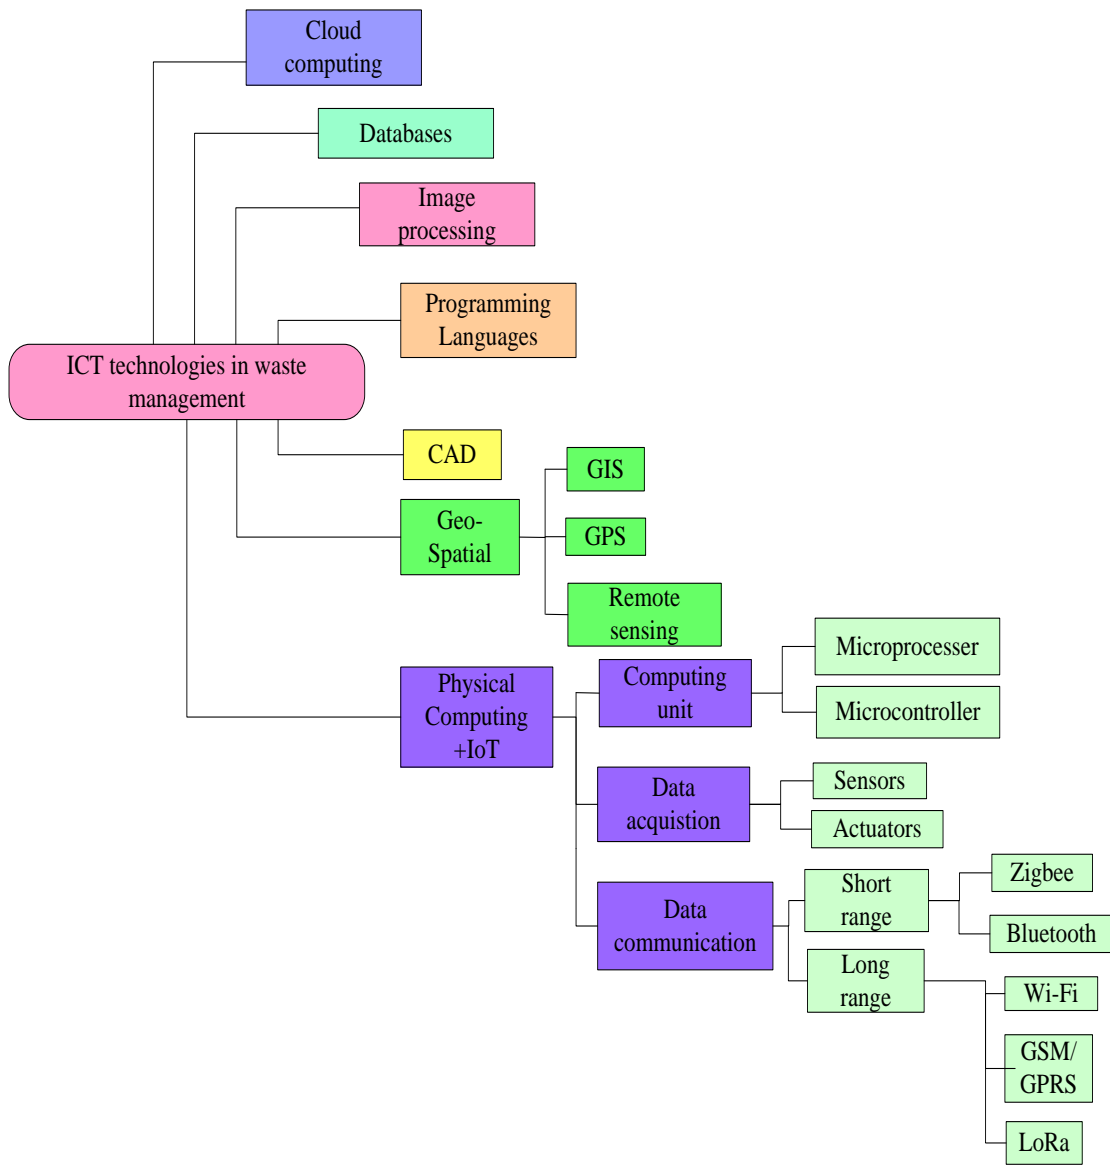 Cloud
computing
Databases
Image
processing
Programming
Languages
ICT technologies in waste
management
CAD
GIS
Geo-
Spatial
GPS
Remote
sensing
Physical
Computing
+IoT
Computing
unit
Microprocesser
Microcontroller
Data
acquistion
Sensors
Actuators
Data
communication
Short
range
Zigbee
Bluetooth
Long
range
Wi-Fi
GSM/
GPRS
LoRa